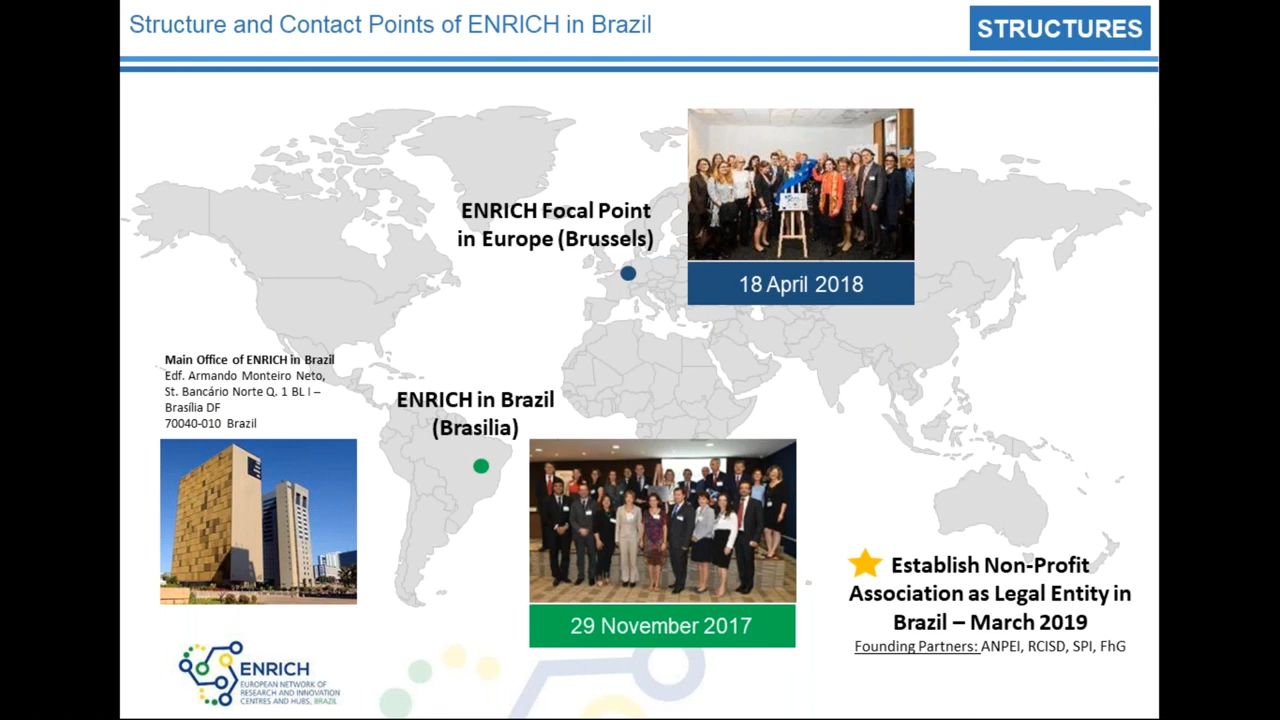 Structure and Contact Points of ENRICH in Brazil
STRUCTURES
ENRICH Focal Point
in Europe (Brussels)
18 April 2018
Main Office of ENRICH in Brazil
Edf. Armando Monteiro Neto,
St. Bancário Norte Q. 1 BL I –
Brasília DF
70040-010 Brazil
ENRICH in Brazil
(Brasilia)
29 November 2017
Establish Non-Profit
Association as Legal Entity in
Brazil – March 2019
Founding Partners: ANPEI, RCISD, SPI, FhG
ENRICH
EUROPEAN NETWORK OF
RESEARCH AND INNOVATION
CENTRES AND HUBS, BRAZIL